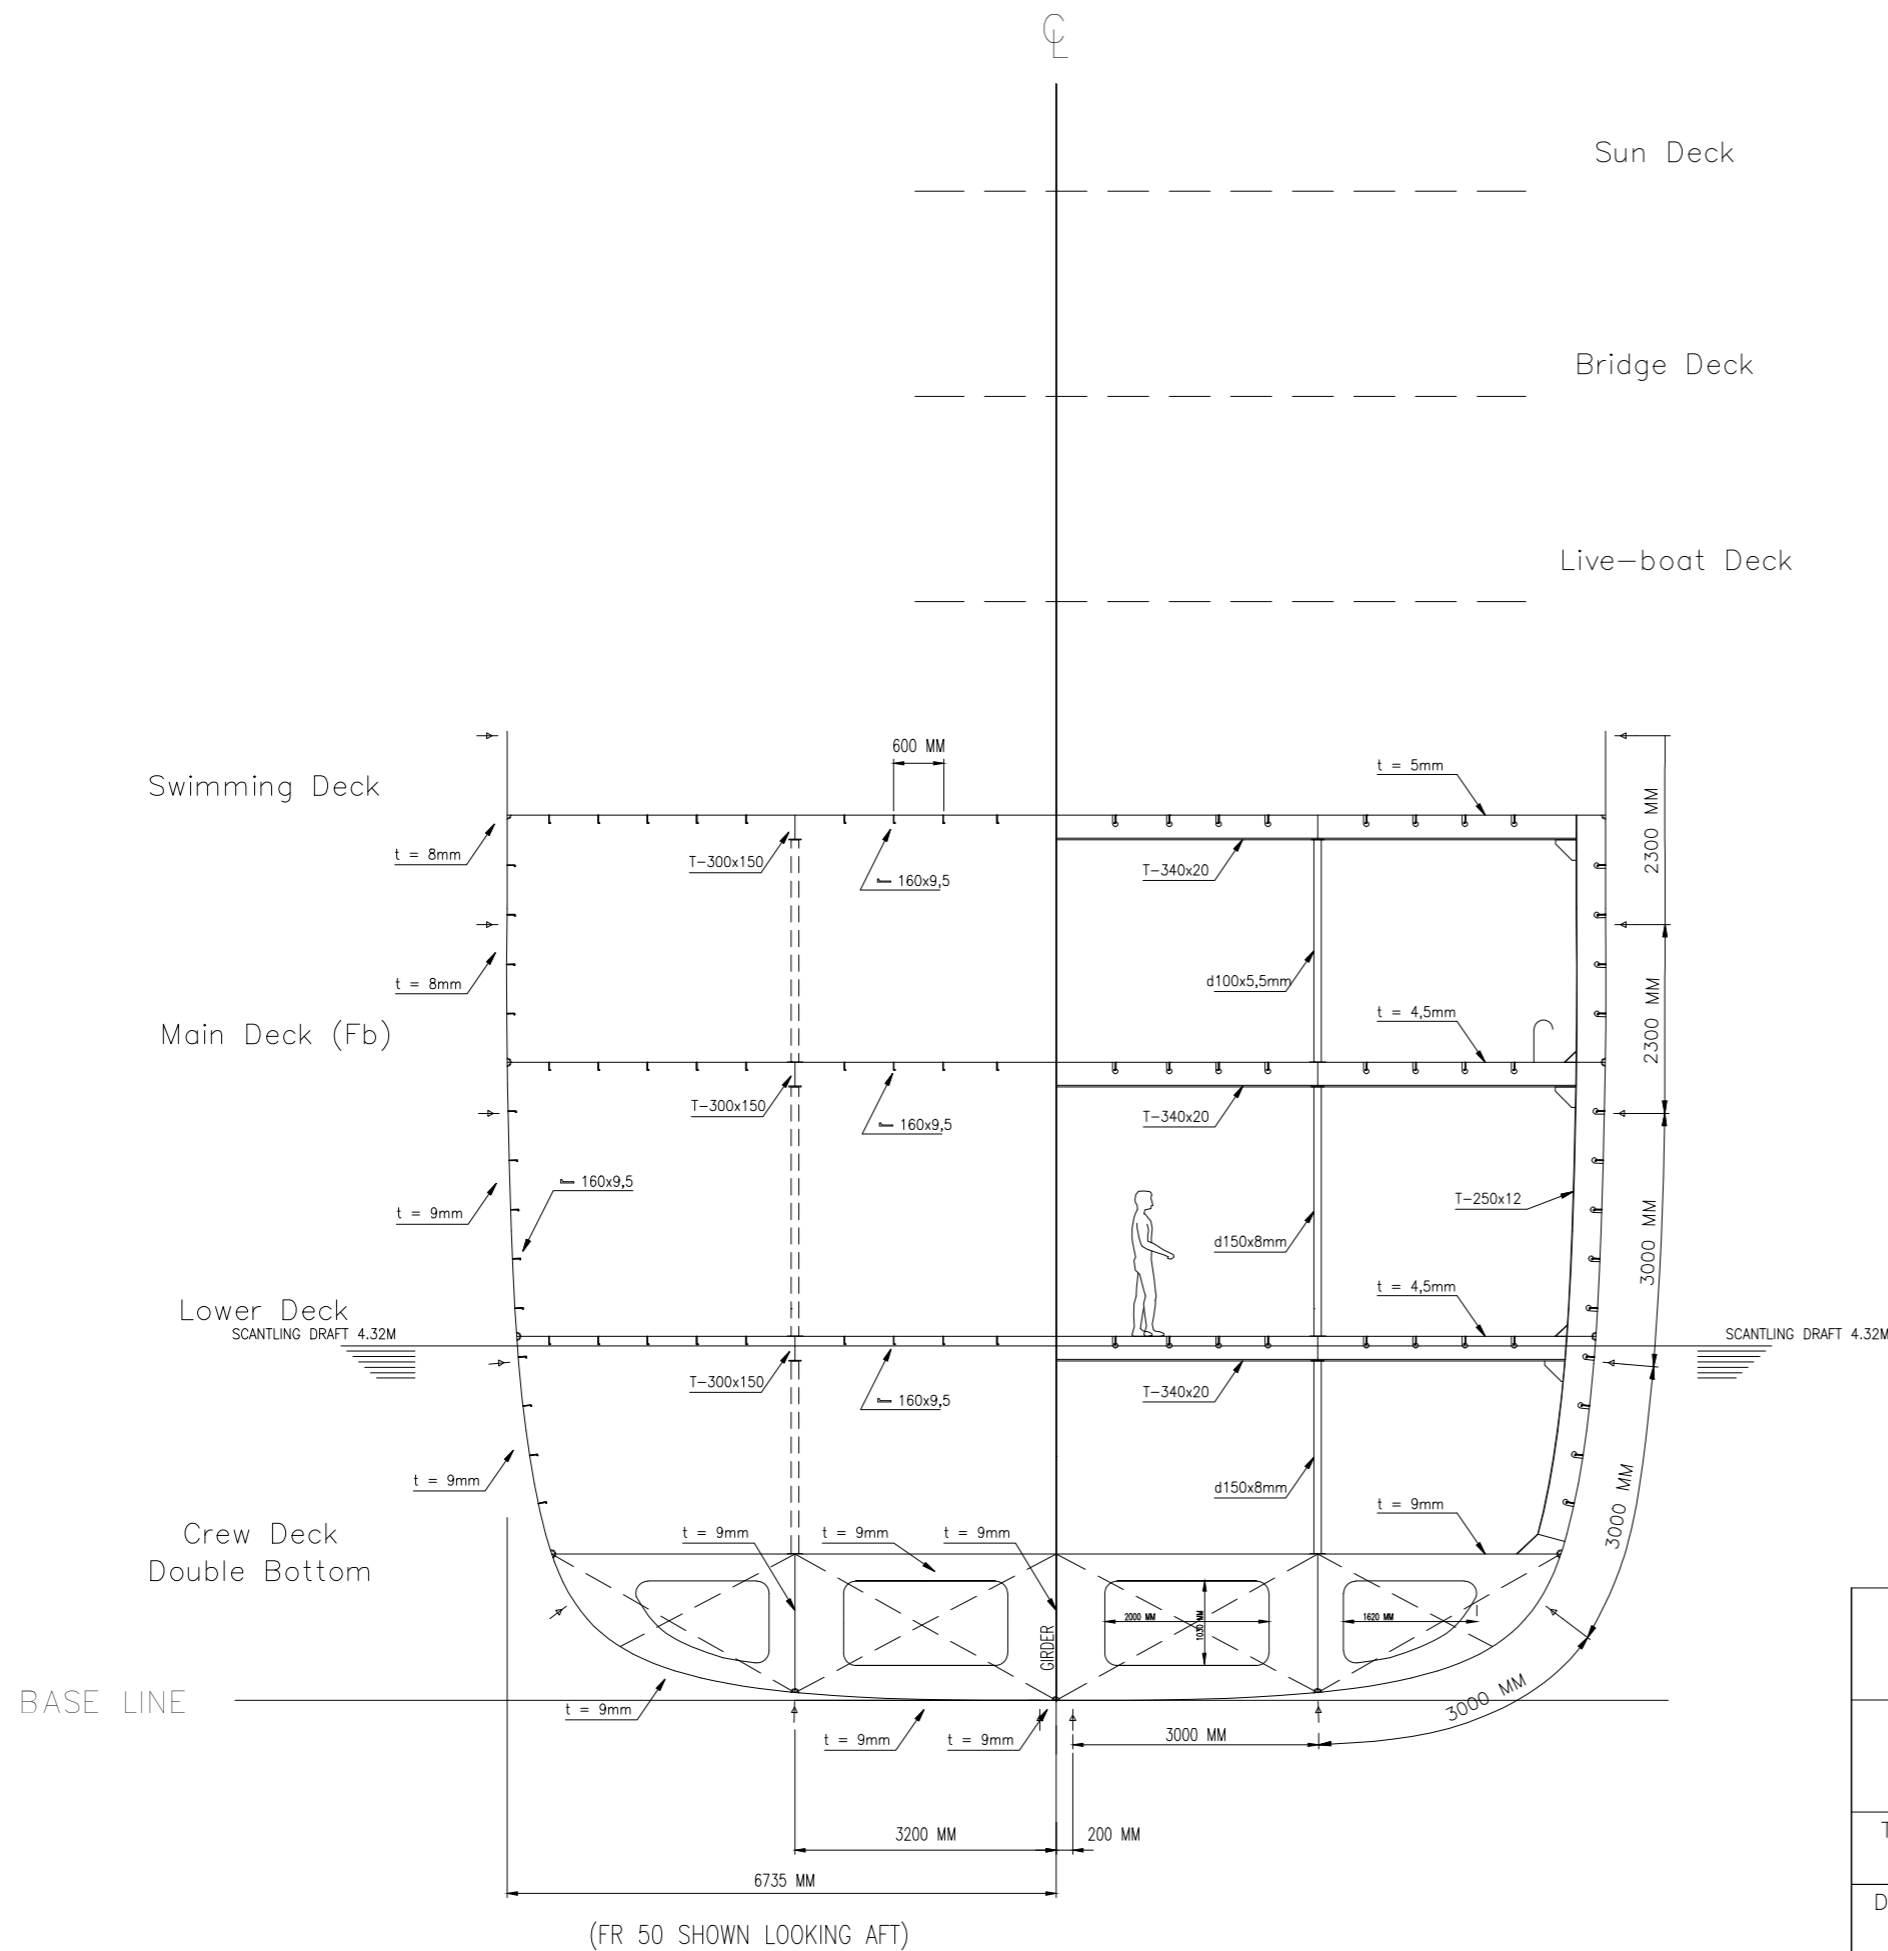 ℄
Sun Deck
Bridge Deck
Live-boat Deck
600 MM
t = 5mm
Swimming Deck
2300 MM
t = 8mm
T-300x150
160x9,5
T-340x20
t = 8mm
d100x5,5mm
2300 MM
t = 4,5mm
Main Deck (Fb)
T-300x150
160x9,5
T-340x20
160x9,5
T-250x12
t = 9mm
3000 MM
d150x8mm
t = 4,5mm
Lower Deck
SCANTLING DRAFT 4.32M
SCANTLING DRAFT 4.32M
T-300x150
160x9,5
T-340x20
t = 9mm
d150x8mm
3000 MM
t = 9mm
Crew Deck
Double Bottom
t = 9mm
t = 9mm
t = 9mm
2000 MM
1030 MM
1620 MM
GIRDER
BASE LINE
t = 9mm
3000 MM
t = 9mm
t = 9mm
3000 MM
3200 MM
200 MM
6735 MM
(FR 50 SHOWN LOOKING AFT)
T
D